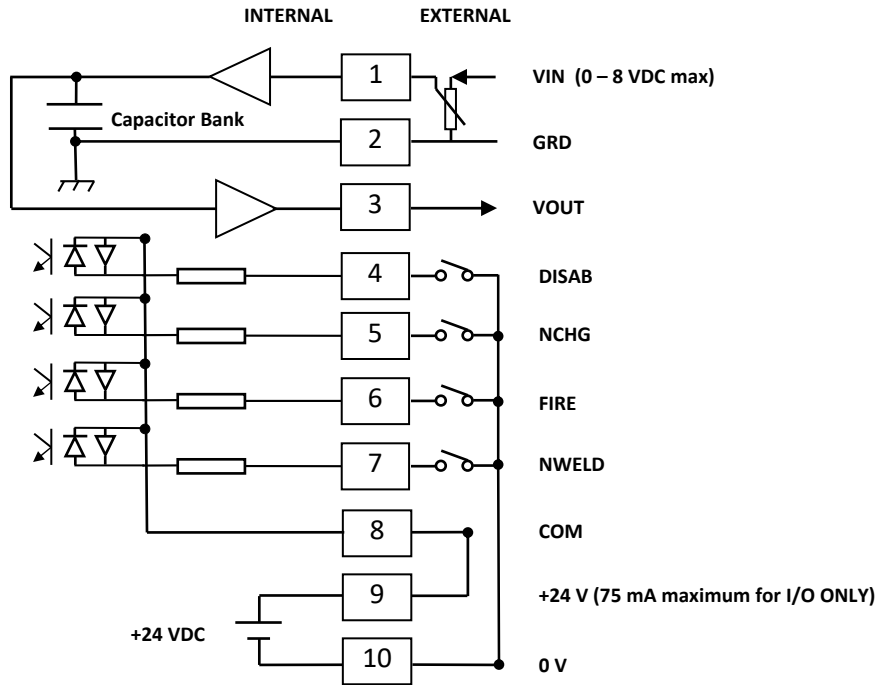 INTERNAL EXTERNAL
1 VIN (0 – 8 VDC max)
Capacitor Bank
2 GRD
3 VOUT
4 DISAB
5 NCHG
6 FIRE
7 NWELD
8 COM
9 +24 V (75 mA maximum for I/O ONLY)
+24 VDC
10 0 V